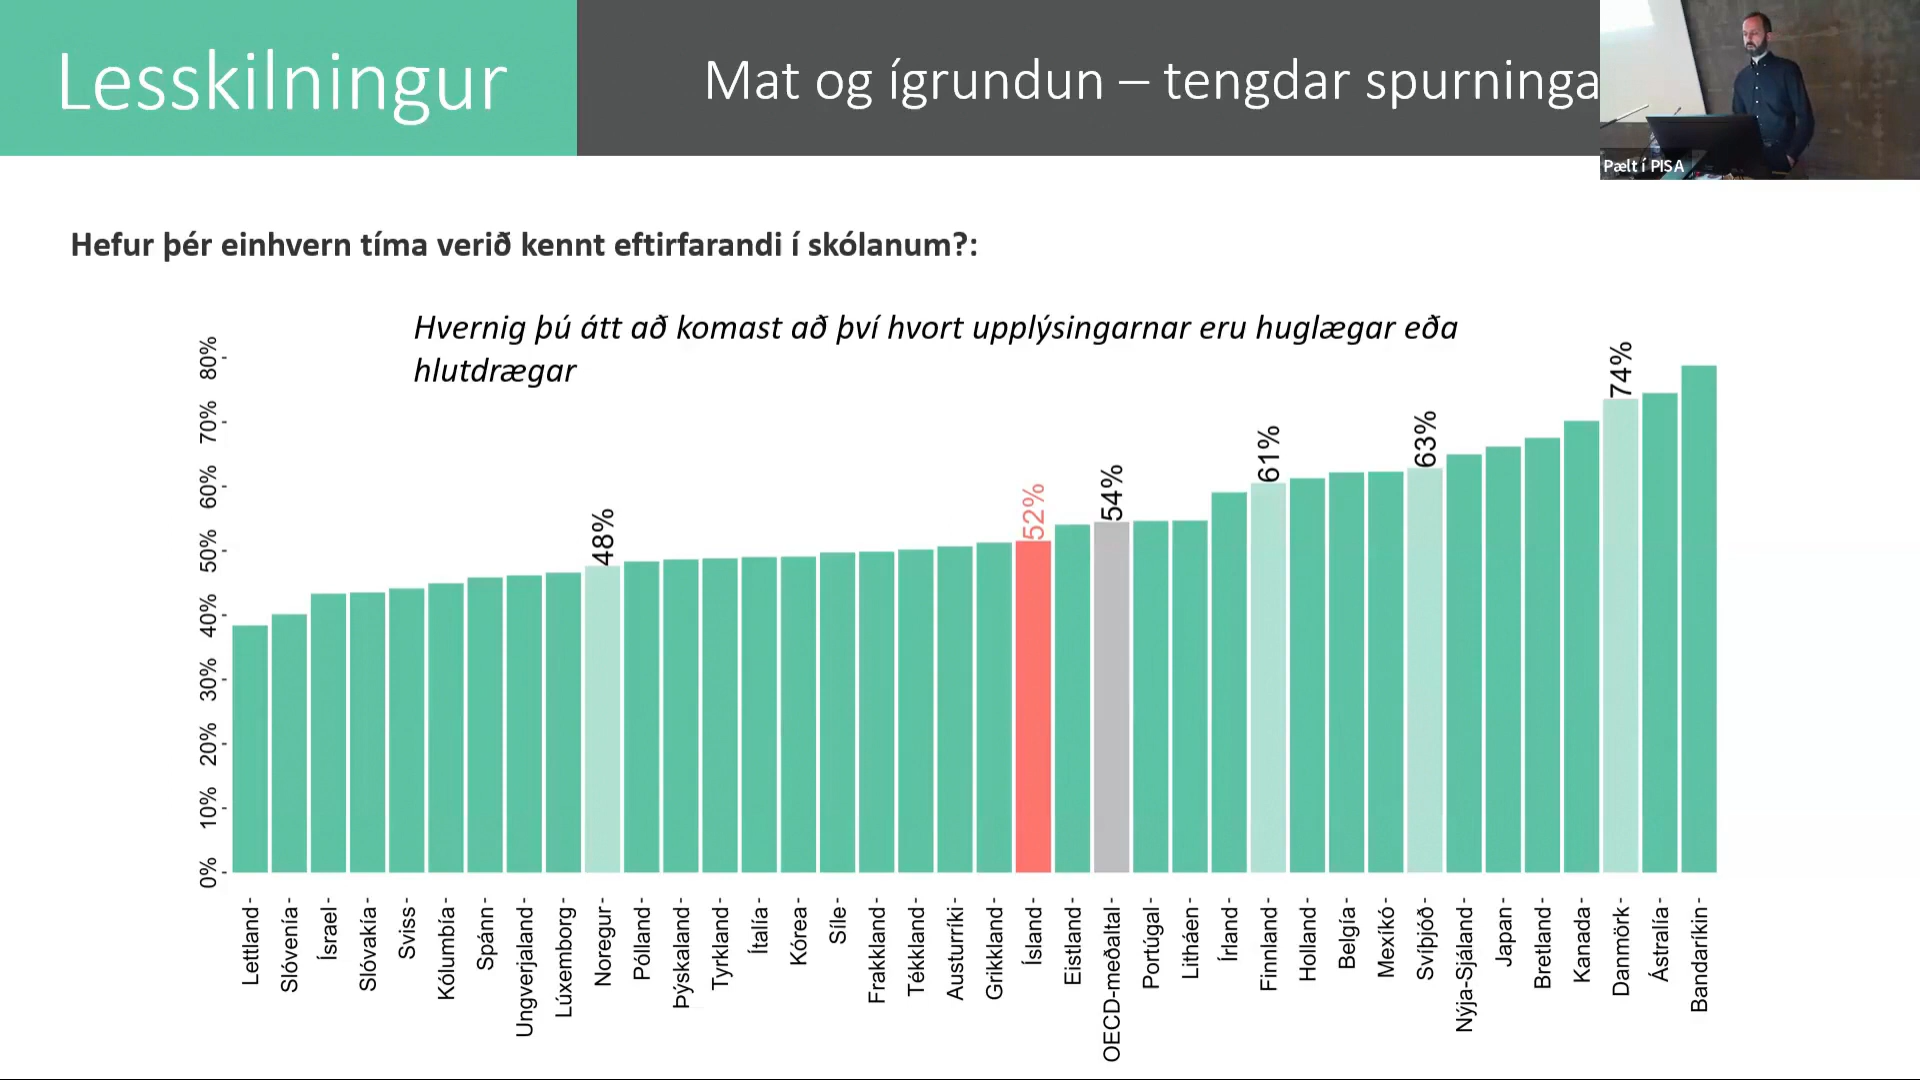 Lesskilningur
Mat og ígrundun – tengdar spurninga
Pælt í PISA
Hefur þér einhvern tíma verið kennt eftirfarandi í skólanum?:
Hvernig þú átt að komast að því hvort upplýsingarnar eru huglægar eða
hlutdrægar
80%
70%
60%
50%
40%
30%
20%
10%
0%
48%
52%
54%
61%
63%
74%
Lettland
Slóvenía
Ísrael
Slóvakía
Sviss
Kólumbía
Spánn
Ungverjaland
Lúxemborg
Noregur
Pólland
Þýskaland
Tyrkland
Ítalía
Kórea
Síle
Frakkland
Tékkland
Austurríki
Grikkland
Ísland
Eistland
OECD-meðaltal
Portúgal
Litháen
Írland
Finnland
Holland
Belgía
Mexíkó
Svíþjóð
Nýja-Sjáland
Japan
Bretland
Kanada
Danmörk
Ástralía
Bandaríkin